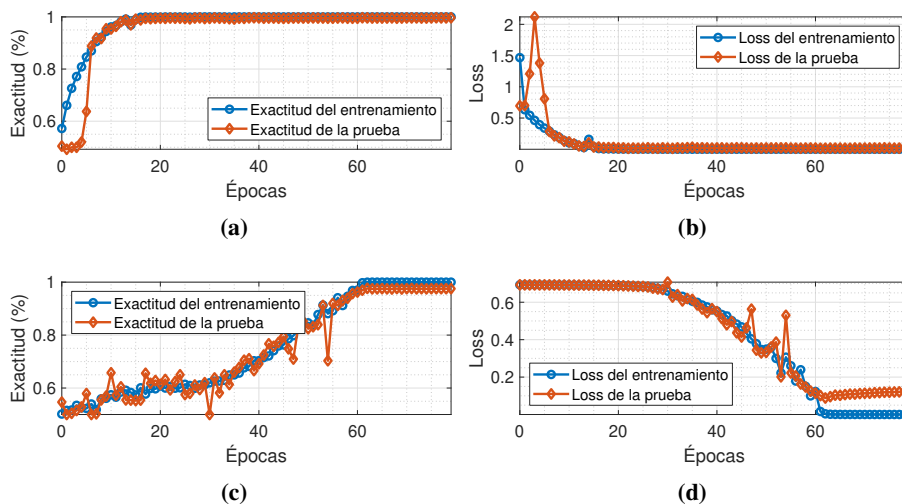 Exactitud (%)
1
0.8
0.6
Exactitud del entrenamiento
Exactitud de la prueba
0
20
40
60
Épocas
(a)
Loss
2
1.5
1
0.5
Loss del entrenamiento
Loss de la prueba
0
20
40
60
Épocas
(b)
Exactitud (%)
1
0.8
0.6
Exactitud del entrenamiento
Exactitud de la prueba
0
20
40
60
Épocas
(c)
Loss
0.6
0.4
0.2
Loss del entrenamiento
Loss de la prueba
0
20
40
60
Épocas
(d)